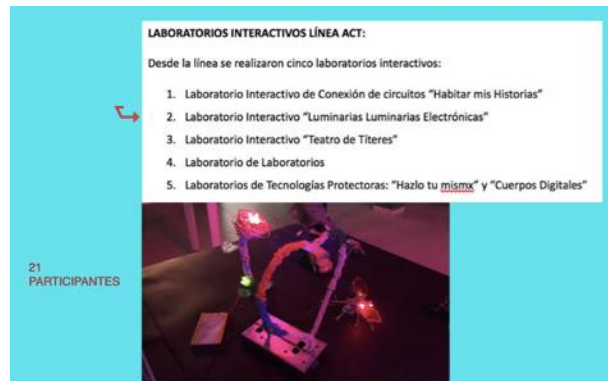 LABORATORIOS INTERACTIVOS LÍNEA ACT:
Desde la línea se realizaron cinco laboratorios interactivos:
1. Laboratorio Interactivo de Conexión de circuitos "Habitar mis Historias"
2. Laboratorio Interactivo "Luminarias Luminarias Electrónicas"
3. Laboratorio Interactivo "Teatro de Títeres"
4. Laboratorio de Laboratorios
5. Laboratorios de Tecnologías Protectoras: "Hazlo tu mismx" y "Cuerpos Digitales"
21
PARTICIPANTES